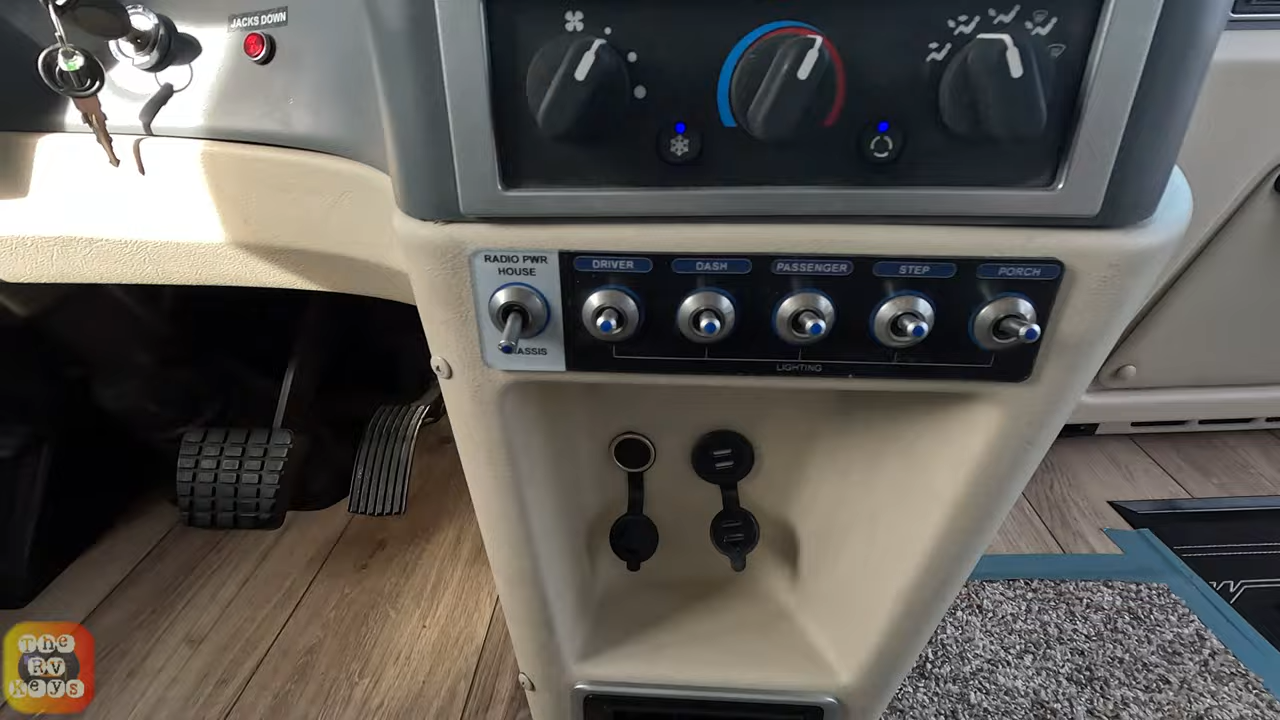 JACKS DOWN
RADIO PWR
HOUSE
DRIVER
DASH
PASSENGER
STEP
PORCH
LIGHTING
The
RV
Keys